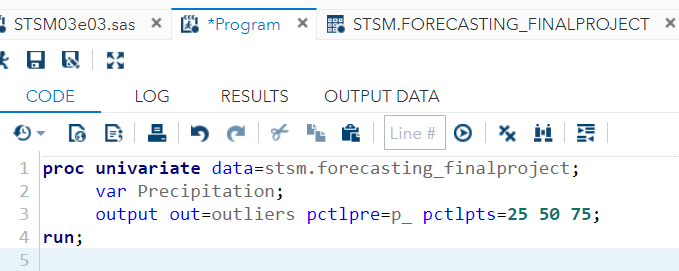 STSM03e03.sas *Program STSM.FORECASTING_FINALPROJECT
CODE LOG RESULTS OUTPUT DATA
Line #
1 proc univariate data=stsm.forecasting_finalproject;
2 var Precipitation;
3 output out=outliers pctlpre=p_ pctlpts=25 50 75;
4 run;
5